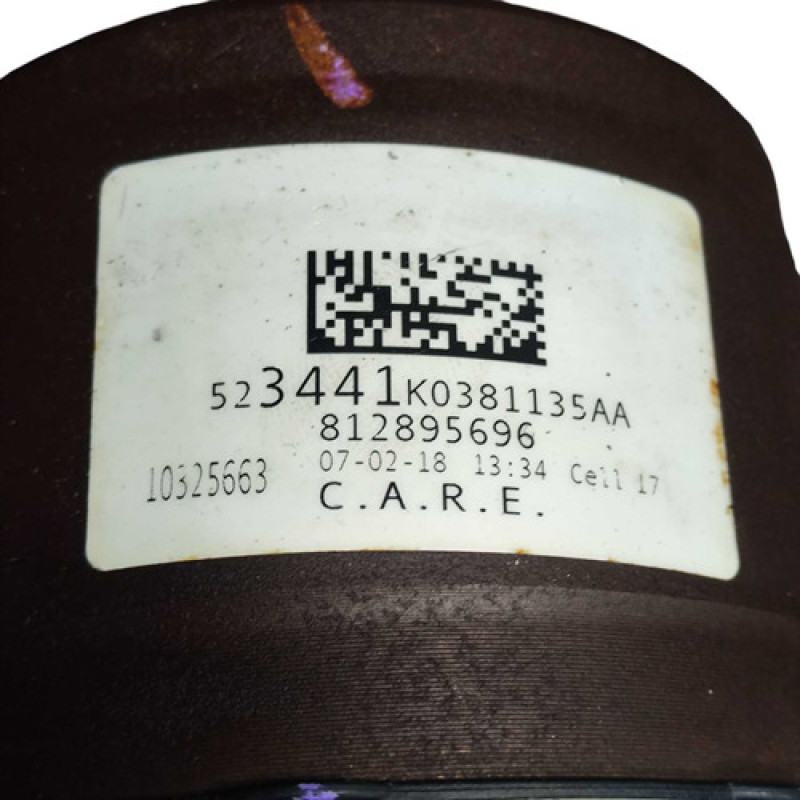 523441K0381135AA
812895696
07-02-18 13:34 Cell 17
10325663
C.A.R.E.